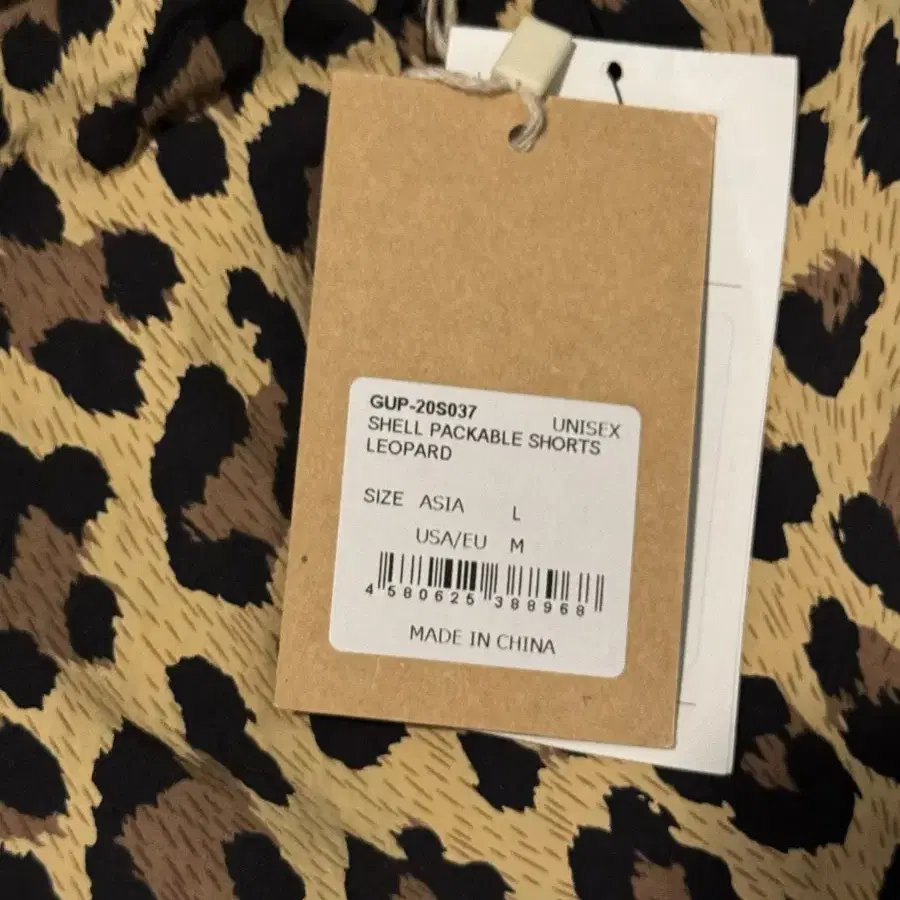 GUP-20S037
UNISEX
SHELL PACKABLE SHORTS
LEOPARD
SIZE ASIA L
USA/EU M
4 580625 388968
MADE IN CHINA